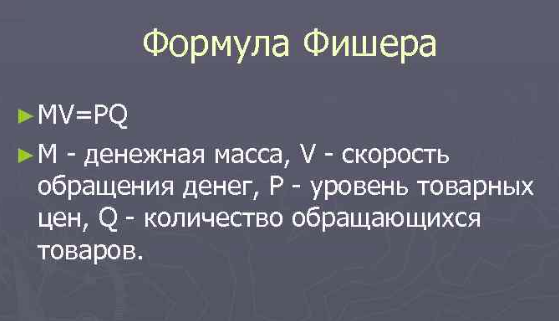 Формула Фишера
►MV=PQ
►М - денежная масса, V - скорость
обращения денег, Р - уровень товарных
цен, Q - количество обращающихся
товаров.